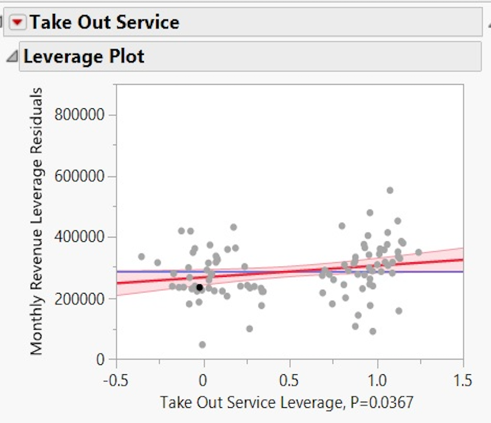 Take Out Service
Leverage Plot
Monthly Revenue Leverage Residuals
800000
600000
400000
200000
0
-0.5
0
0.5
1.0
1.5
Take Out Service Leverage, P=0.0367